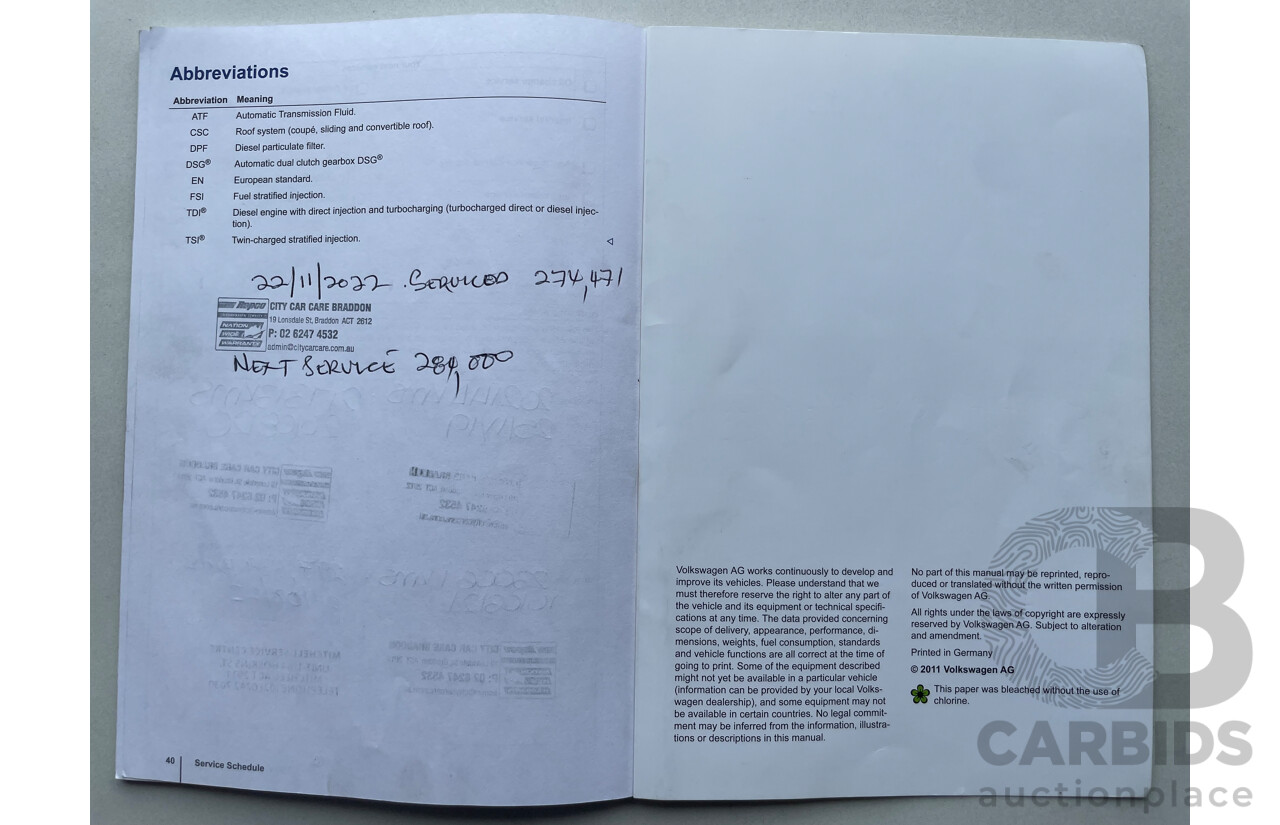 Abbreviations
Abbreviation Meaning
ATF Automatic Transmission Fluid.
CSC Roof system (coupé, sliding and convertible roof).
DPF Diesel particulate filter.
DSG® Automatic dual clutch gearbox DSG®
EN European standard.
FSI Fuel stratified injection.
TDI® Diesel engine with direct injection and turbocharging (turbocharged direct or diesel injec-
tion).
TSI® Twin-charged stratified injection.
22/11/2022 . SERVICED 274,471
Repco CITY CAR CARE BRADDON
19 Lonsdale St, Braddon ACT 2612
NATION WIDE WARRANTY
P: 02 6247 4532
admin@citycarcare.com.au
NEXT SERVICE 284,000
40 Service Schedule
Volkswagen AG works continuously to develop and
improve its vehicles. Please understand that we
must therefore reserve the right to alter any part of
the vehicle and its equipment or technical specifi-
cations at any time. The data provided concerning
scope of delivery, appearance, performance, di-
mensions, weights, fuel consumption, standards
and vehicle functions are all correct at the time of
going to print. Some of the equipment described
might not yet be available in a particular vehicle
(information can be provided by your local Volks-
wagen dealership), and some equipment may not
be available in certain countries. No legal commit-
ment may be inferred from the information, illustra-
tions or descriptions in this manual.
No part of this manual may be reprinted, repro-
duced or translated without the written permission
of Volkswagen AG.
All rights under the laws of copyright are expressly
reserved by Volkswagen AG. Subject to alteration
and amendment.
Printed in Germany
© 2011 Volkswagen AG
This paper was bleached without the use of
chlorine.
CB
CARBIDS
auctionplace